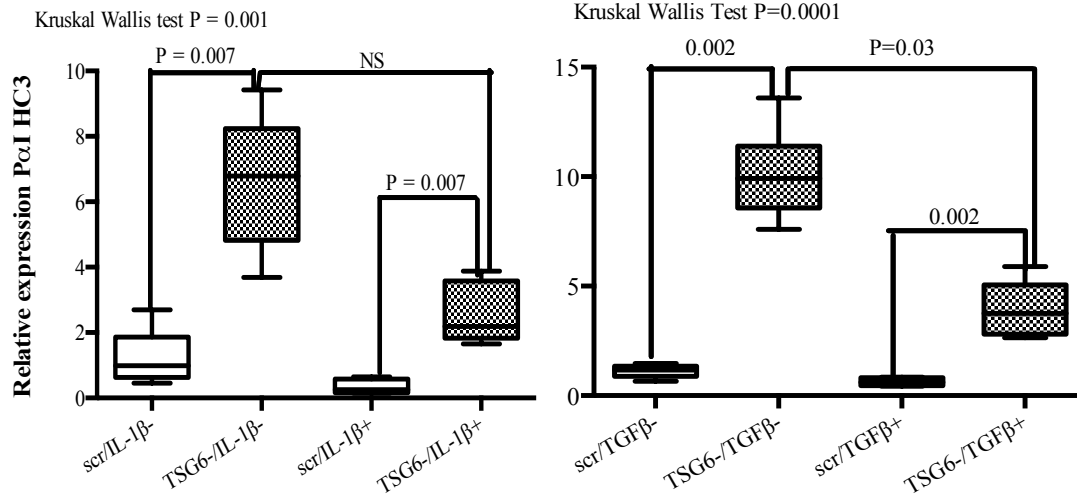 Kruskal Wallis test P = 0.001
P = 0.007
NS
P = 0.007
Relative expression PαI HC3
10
8
6
4
2
0
scr/IL-1β-
TSG6-/IL-1β-
scr/IL-1β+
TSG6-/IL-1β+
Kruskal Wallis Test P=0.0001
0.002
P=0.03
0.002
15
10
5
0
scr/TGFβ-
TSG6-/TGFβ-
scr/TGFβ+
TSG6-/TGFβ+